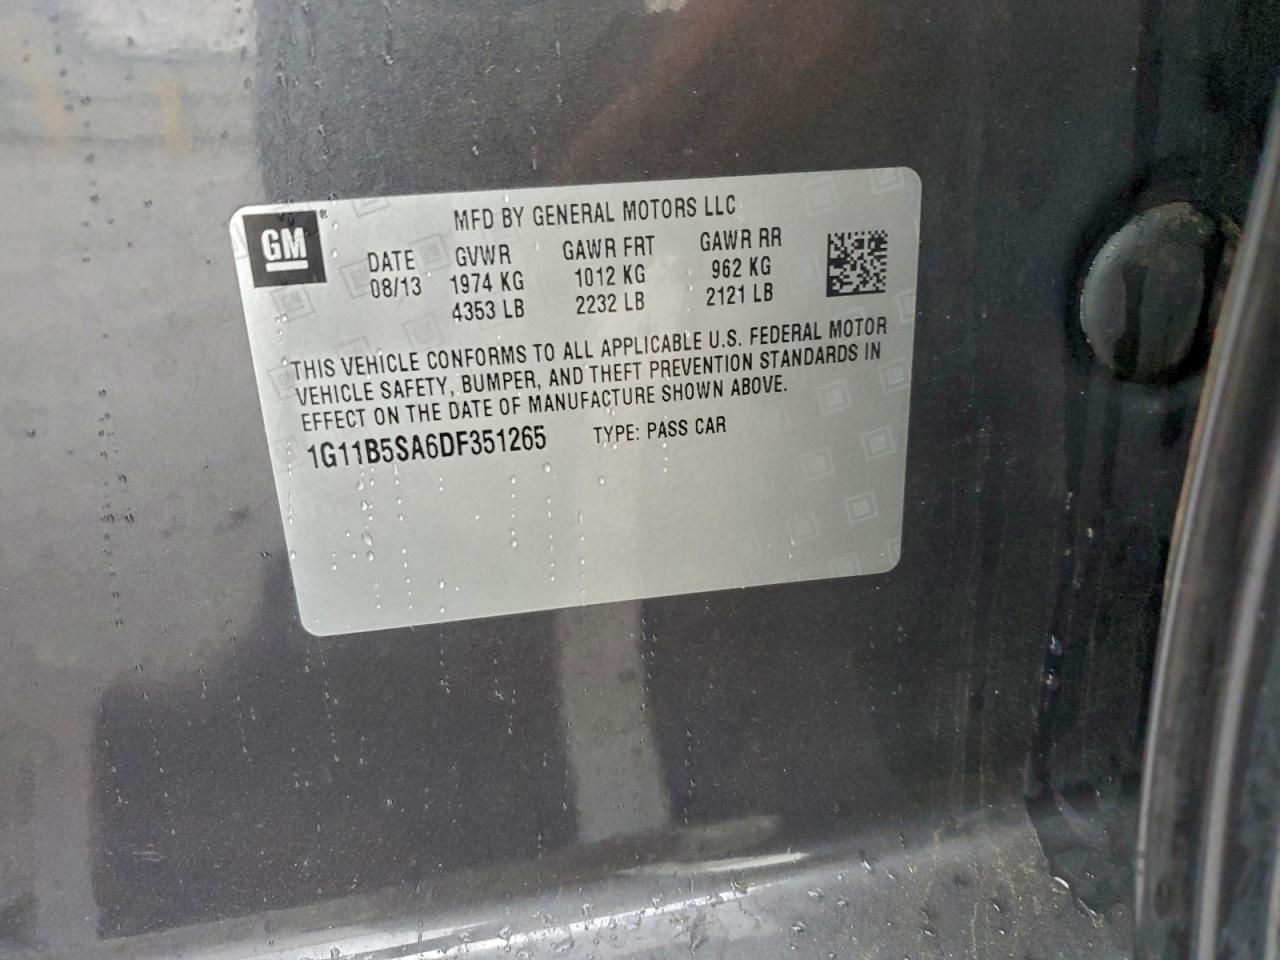 GM
MFD BY GENERAL MOTORS LLC
DATE GVWR GAWR FRT GAWR RR
08/13 1974 KG 1012 KG 962 KG
4353 LB 2232 LB 2121 LB
THIS VEHICLE CONFORMS TO ALL APPLICABLE U.S. FEDERAL MOTOR
VEHICLE SAFETY, BUMPER, AND THEFT PREVENTION STANDARDS IN
EFFECT ON THE DATE OF MANUFACTURE SHOWN ABOVE.
1G11B5SA6DF351265 TYPE: PASS CAR